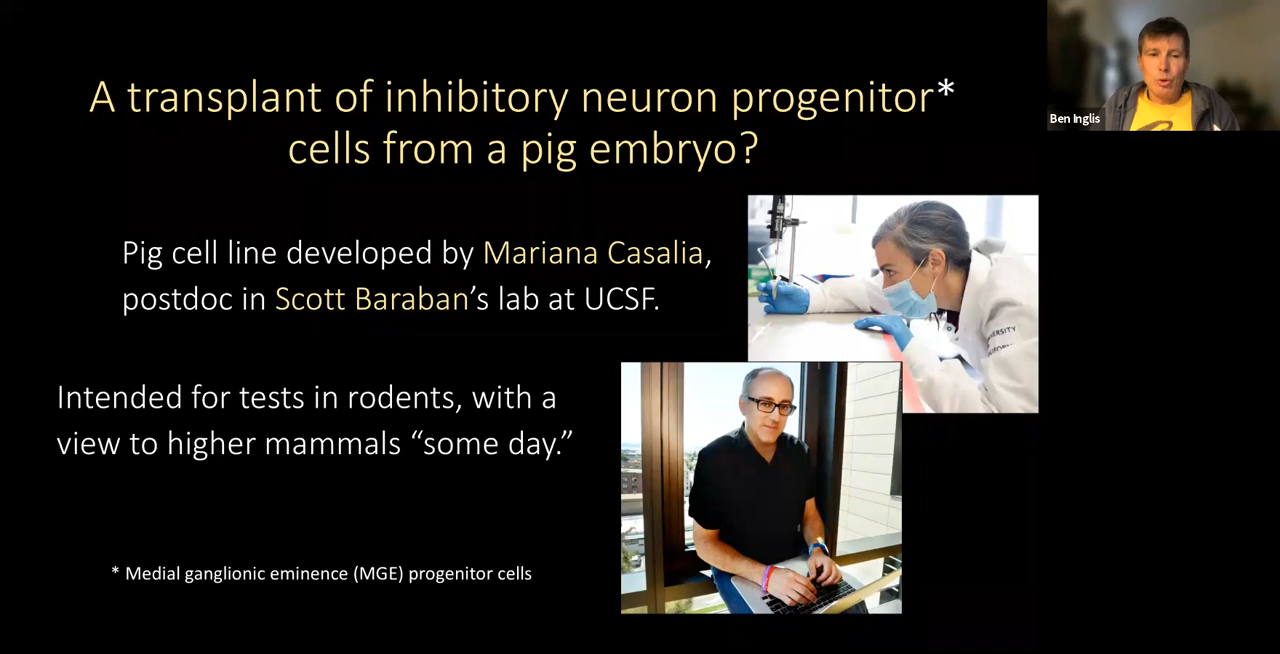 A transplant of inhibitory neuron progenitor*
cells from a pig embryo?
Ben Inglis
Pig cell line developed by Mariana Casalia,
postdoc in Scott Baraban’s lab at UCSF.
Intended for tests in rodents, with a
view to higher mammals “some day.”
* Medial ganglionic eminence (MGE) progenitor cells